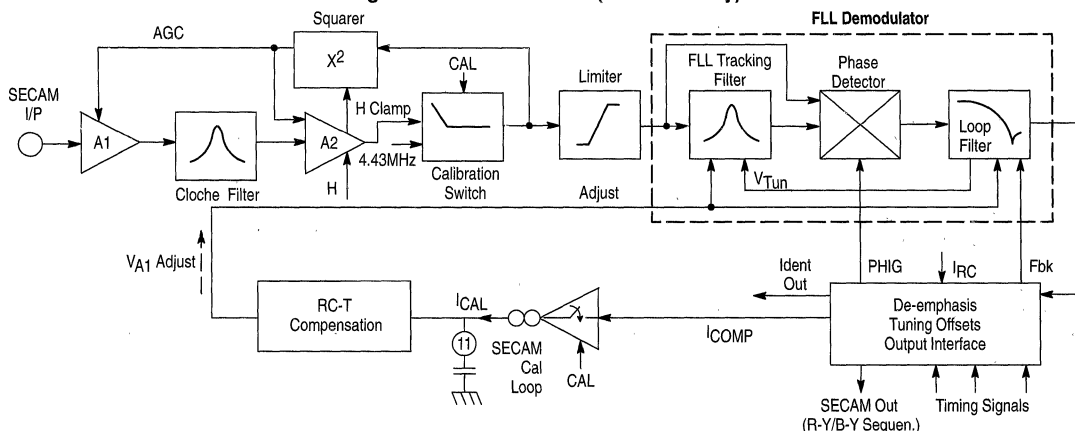 Squarer
FLL Demodulator
AGC
X2
CAL
FLL Tracking
Filter
Phase
Detector
Limiter
SECAM
I/P
H
H Clamp
A1
A2
Loop
Filter
4.43MHz
Cloche Filter
Calibration
Switch
VTun
H
Adjust
VA1 Adjust
Ident
Out
PHIG
IRC
Fbk
RC-T
Compensation
ICAL
De-emphasis
Tuning Offsets
Output Interface
11
SECAM
Cal
Loop
ICOMP
CAL
SECAM Out
(R-Y/B-Y Sequen.)
Timing Signals